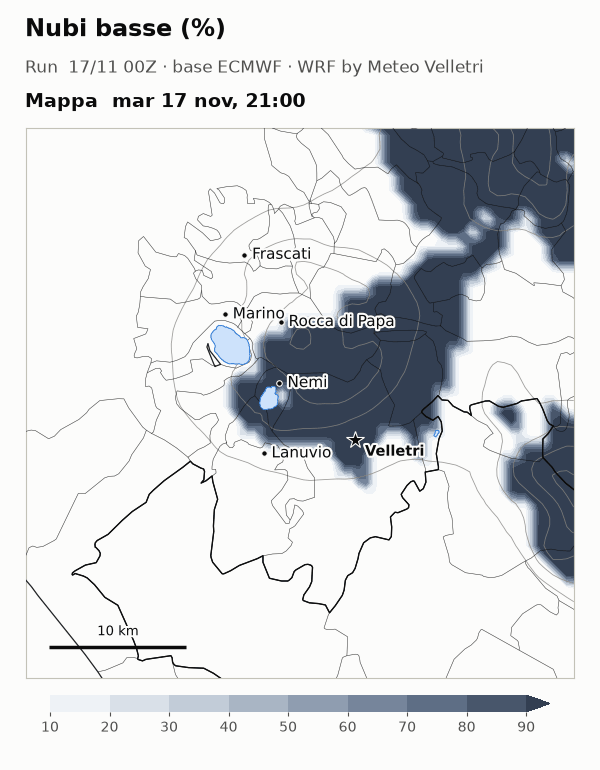 Nubi basse (%)
Run  17/11 00Z · base ECMWF · WRF by Meteo Velletri
Mappa  mar 17 nov, 21:00
Frascati
Marino
Rocca di Papa
Nemi
Velletri
Lanuvio
10 km
10 20 30 40 50 60 70 80 90